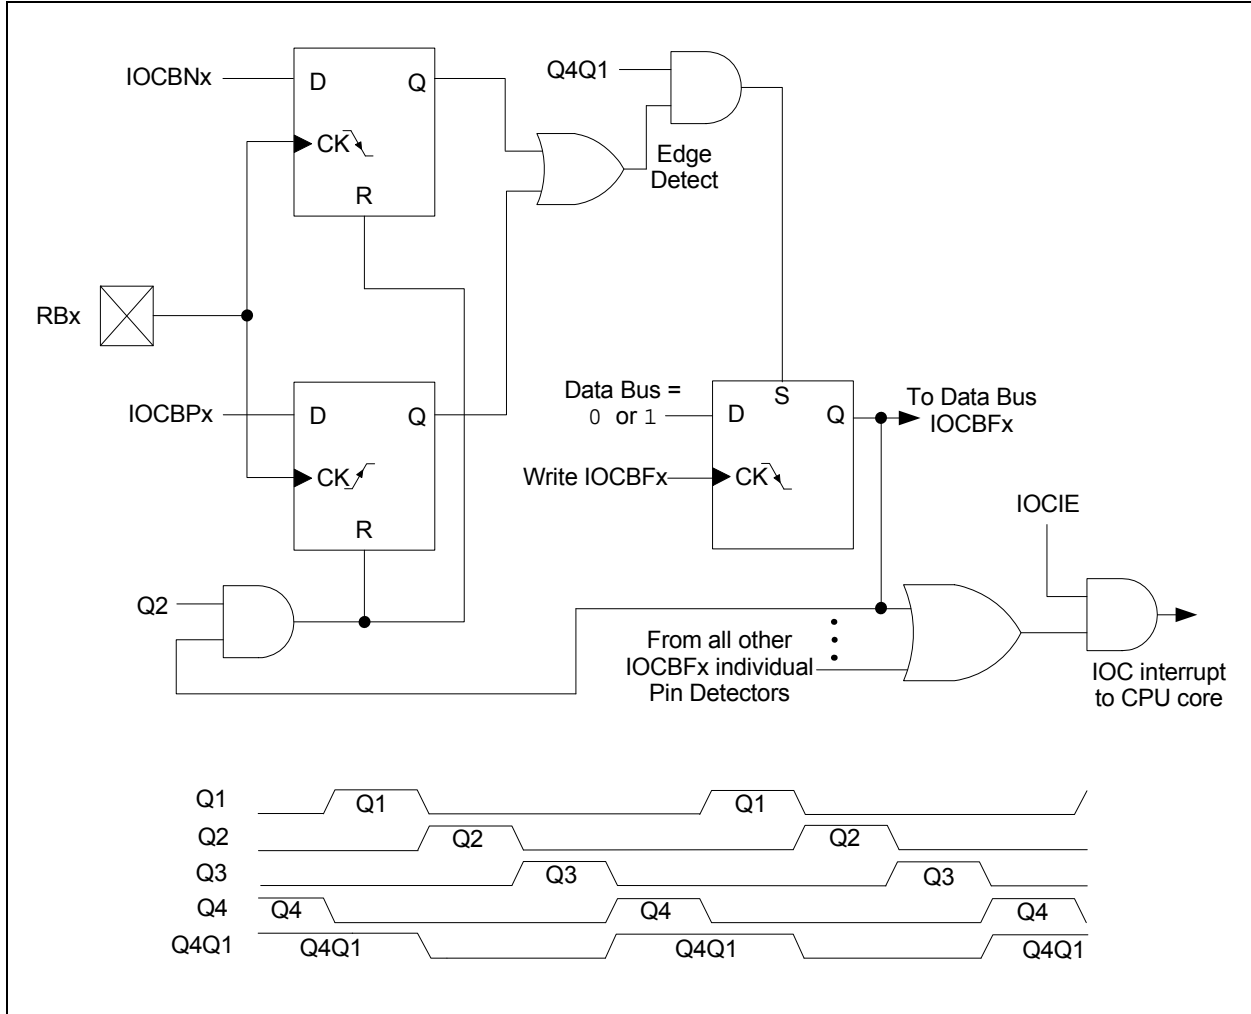 IOCBNx
D
Q
CK
R
Q4Q1
Edge
Detect
RBx
IOCBPx
D
Q
CK
R
Data Bus =
0 or 1
S
D
Q
To Data Bus
IOCBFx
Write IOCBFx
CK
IOCIE
Q2
From all other
IOCBFx individual
Pin Detectors
IOC interrupt
to CPU core
Q1 Q1 Q1
Q2 Q2 Q2
Q3 Q3 Q3
Q4 Q4 Q4 Q4
Q4Q1 Q4Q1 Q4Q1 Q4Q1